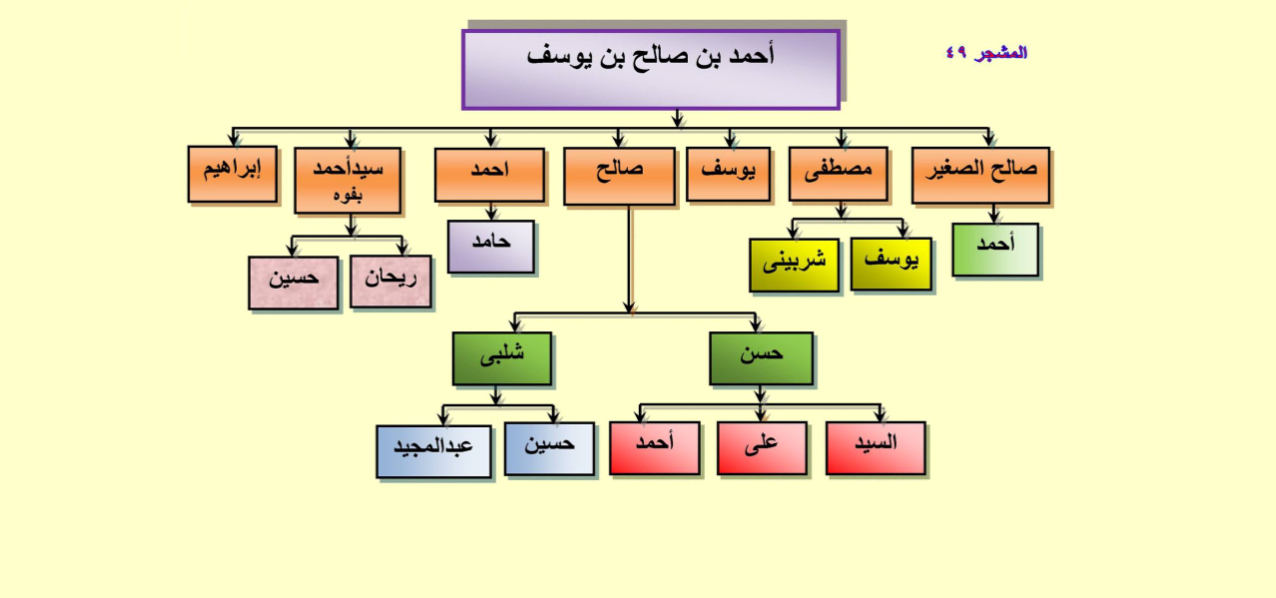 المشجر ٤٩
أحمد بن صالح بن يوسف
صالح الصغير
مصطفى
يوسف
صالح
احمد
سيدأحمد
بفوه
إبراهيم
أحمد
يوسف
شربينى
حامد
ريحان
حسين
حسن
شلبى
السيد
على
أحمد
حسين
عبدالمجيد